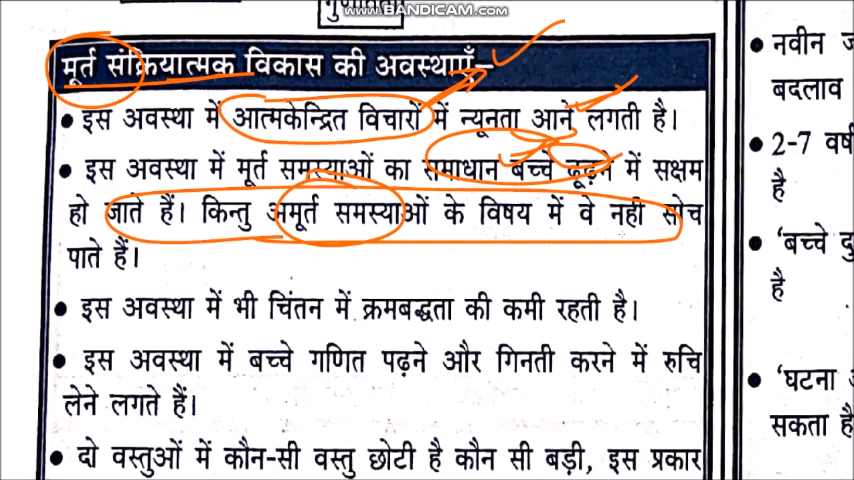 www.BANDICAM.com
मूर्त संक्रियात्मक विकास की अवस्थाएँ–
● इस अवस्था में आत्मकेन्द्रित विचारों में न्यूनता आने लगती है।
● इस अवस्था में मूर्त समस्याओं का समाधान बच्चे ढूढ़ने में सक्षम
हो जाते हैं। किन्तु अमूर्त समस्याओं के विषय में वे नही सोच
पाते हैं।
● इस अवस्था में भी चिंतन में क्रमबद्धता की कमी रहती है।
● इस अवस्था में बच्चे गणित पढ़ने और गिनती करने में रुचि
लेने लगते हैं।
● दो वस्तुओं में कौन-सी वस्तु छोटी है कौन सी बड़ी, इस प्रकार
● नवीन
बदलाव
● 2-7 वर्ष
है
● 'बच्चे
है
● 'घटना
सकता है